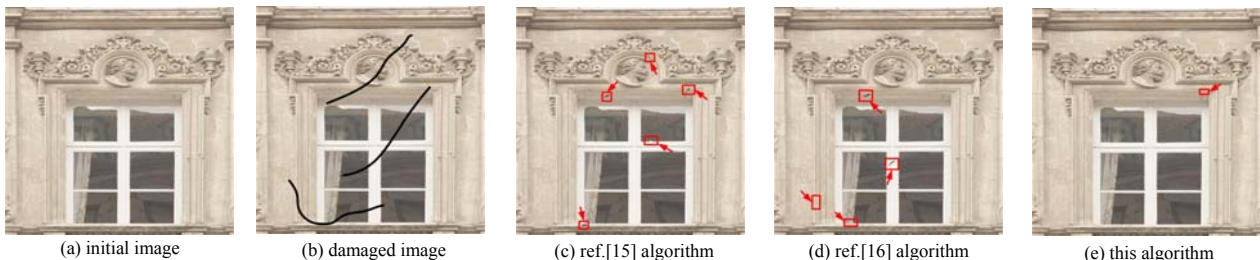 (a) initial image
(b) damaged image
(c) ref.[15] algorithm
(d) ref.[16] algorithm
(e) this algorithm